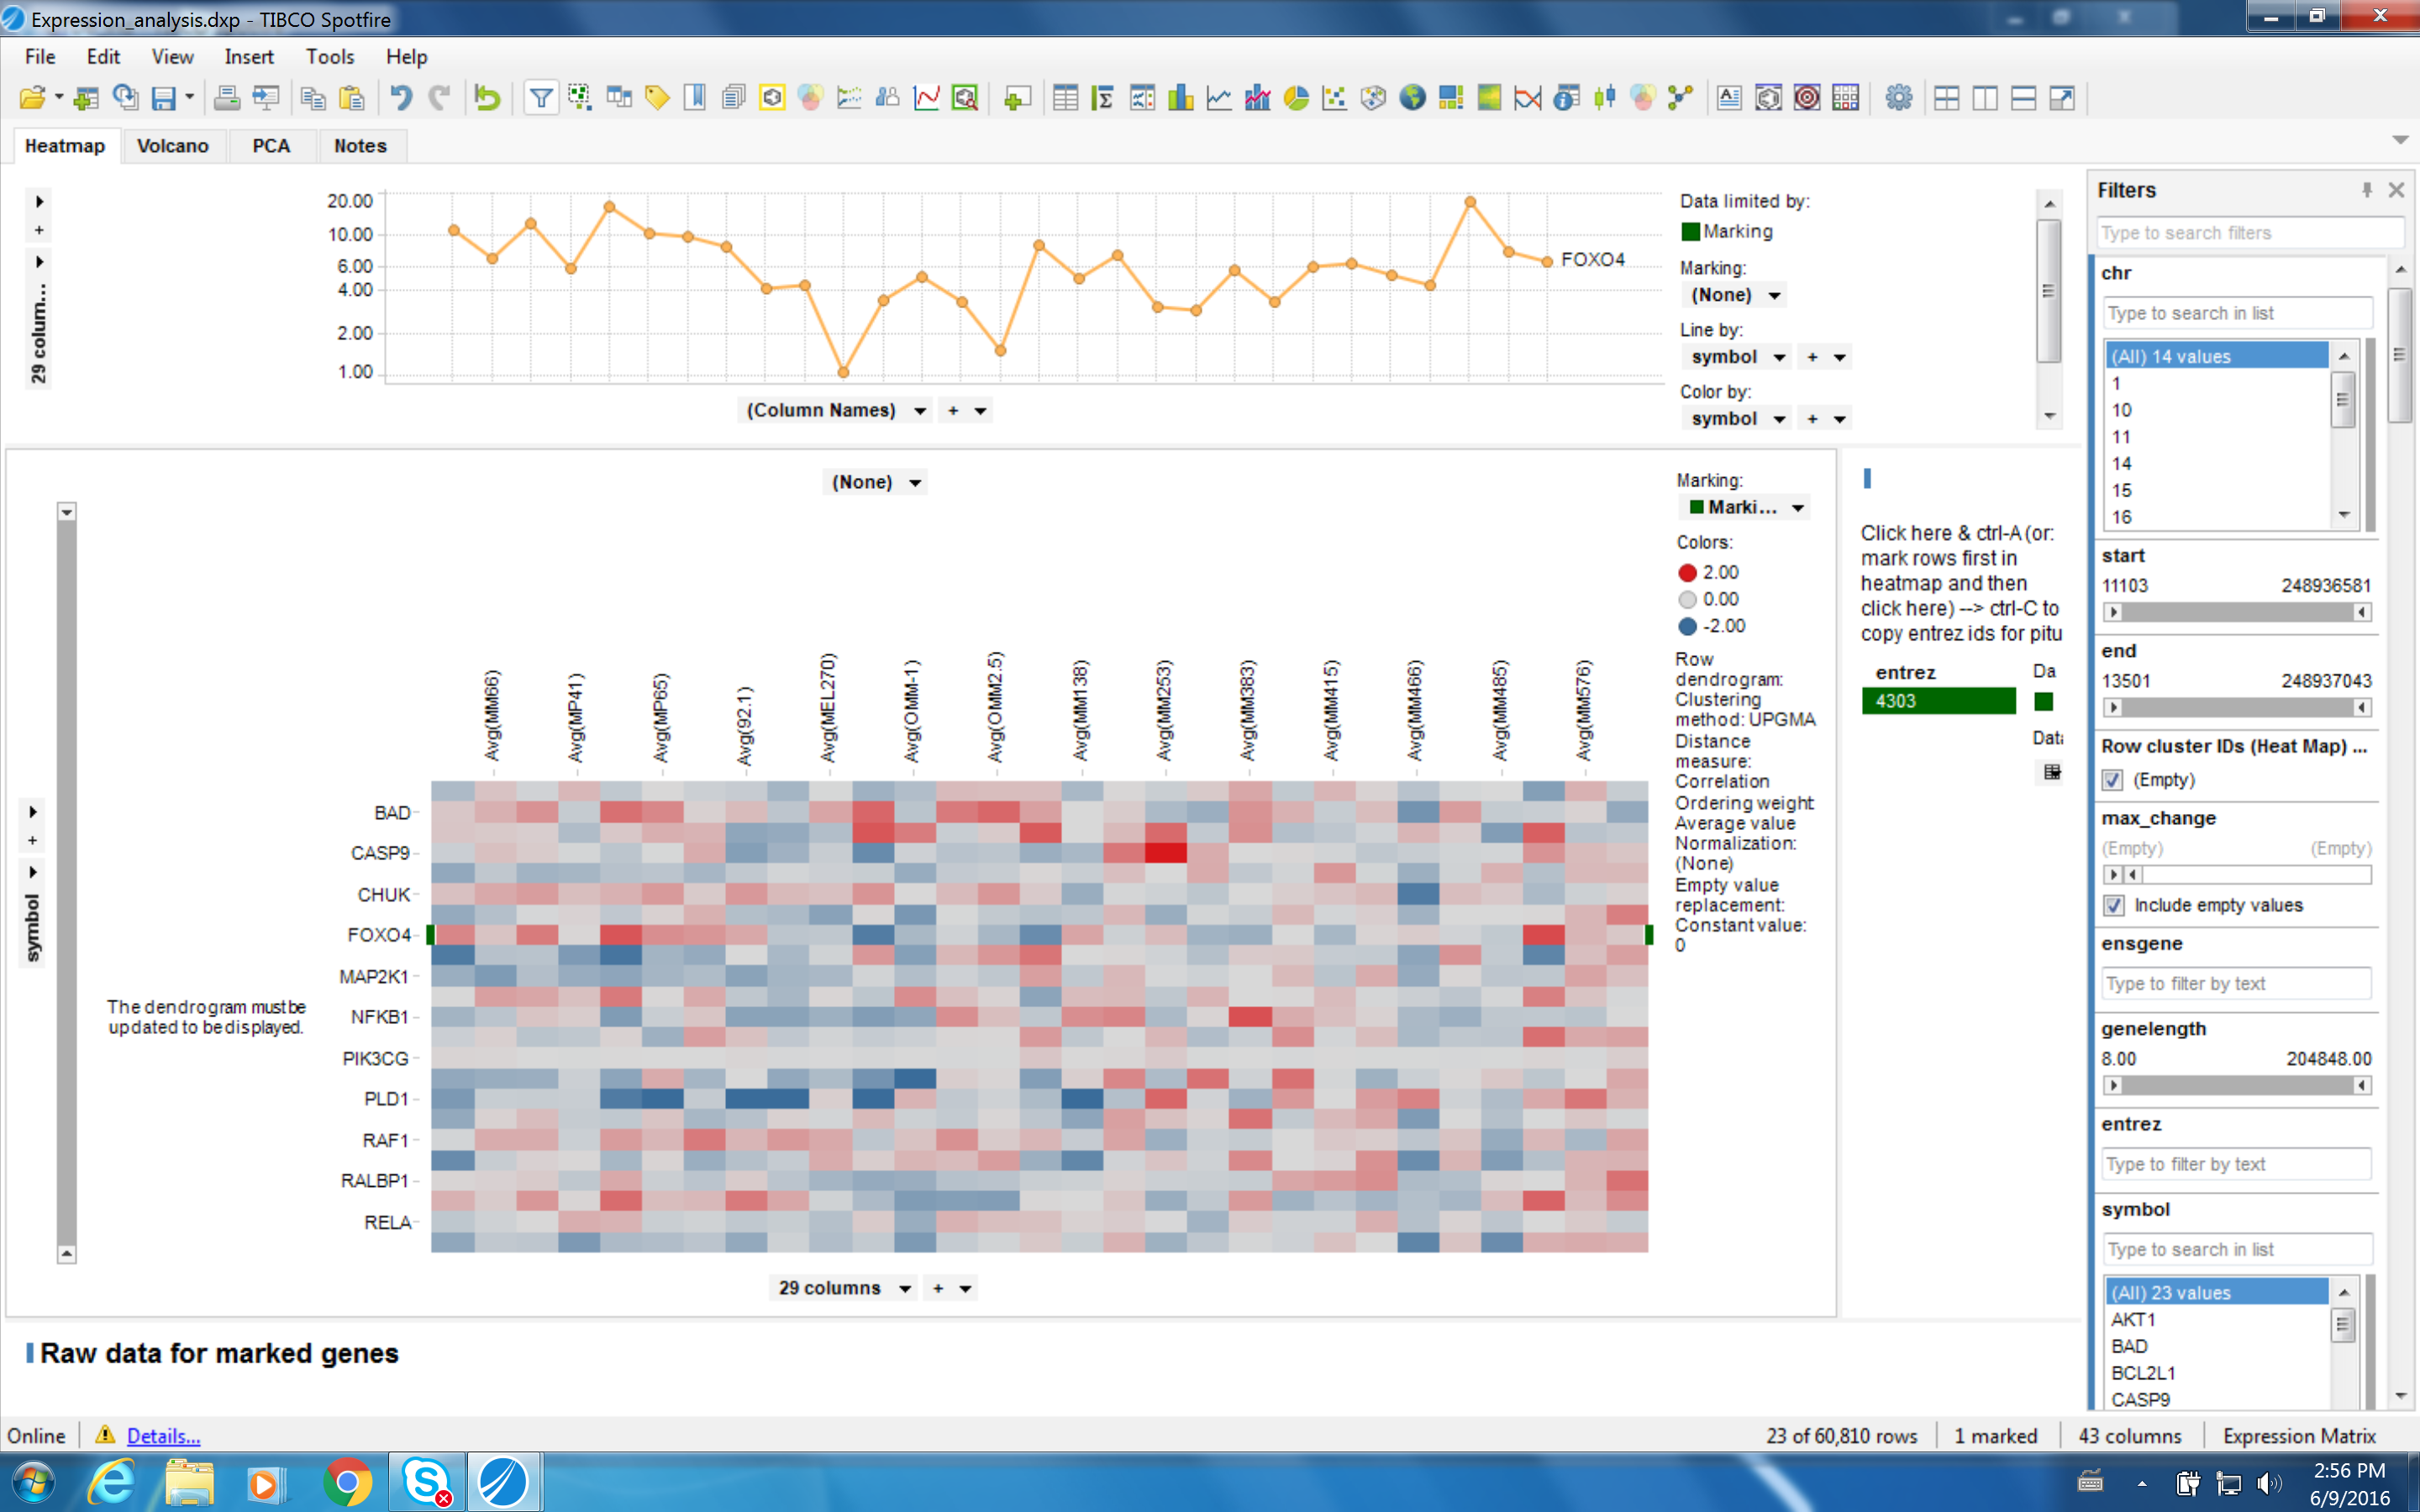 Expression_analysis.dxp - TIBCO Spotfire
File Edit View Insert Tools Help
Heatmap Volcano PCA Notes
29 colum...
+
20.00
10.00
6.00
4.00
2.00
1.00
FOXO4
(Column Names) +
Data limited by:
Marking
Marking:
(None)
Line by:
symbol +
Color by:
symbol +
(None)
symbol
+
The dendrogram must be
updated to be displayed.
Avg(MM66)
Avg(MP41)
Avg(MP65)
Avg(92.1)
Avg(MEL270)
Avg(OMM-1)
Avg(OMM2.5)
Avg(MM138)
Avg(MM253)
Avg(MM383)
Avg(MM415)
Avg(MM466)
Avg(MM485)
Avg(MM576)
BAD
CASP9
CHUK
FOXO4
MAP2K1
NFKB1
PIK3CG
PLD1
RAF1
RALBP1
RELA
29 columns +
Marking:
Marki...
Colors:
2.00
0.00
-2.00
Row
dendrogram:
Clustering
method: UPGMA
Distance
measure:
Correlation
Ordering weight
Average value
Normalization:
(None)
Empty value
replacement:
Constant value:
0
Click here & ctrl-A (or:
mark rows first in
heatmap and then
click here) --> ctrl-C to
copy entrez ids for pitu
entrez
4303
Da
Data
Raw data for marked genes
Filters
Type to search filters
chr
Type to search in list
(All) 14 values
1
10
11
14
15
16
start
11103 248936581
end
13501 248937043
Row cluster IDs (Heat Map) ...
(Empty)
max_change
(Empty) (Empty)
Include empty values
ensgene
Type to filter by text
genelength
8.00 204848.00
entrez
Type to filter by text
symbol
Type to search in list
(All) 23 values
AKT1
BAD
BCL2L1
CASP9
Online Details... 23 of 60,810 rows 1 marked 43 columns Expression Matrix
2:56 PM
6/9/2016